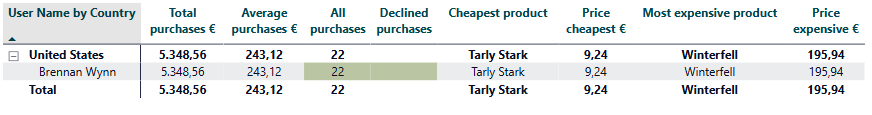 User Name by Country Total purchases € Average purchases € All purchases Declined purchases Cheapest product Price cheapest € Most expensive product Price expensive €
United States 5.348,56 243,12 22 Tarly Stark 9,24 Winterfell 195,94
Brennan Wynn 5.348,56 243,12 22 Tarly Stark 9,24 Winterfell 195,94
Total 5.348,56 243,12 22 Tarly Stark 9,24 Winterfell 195,94